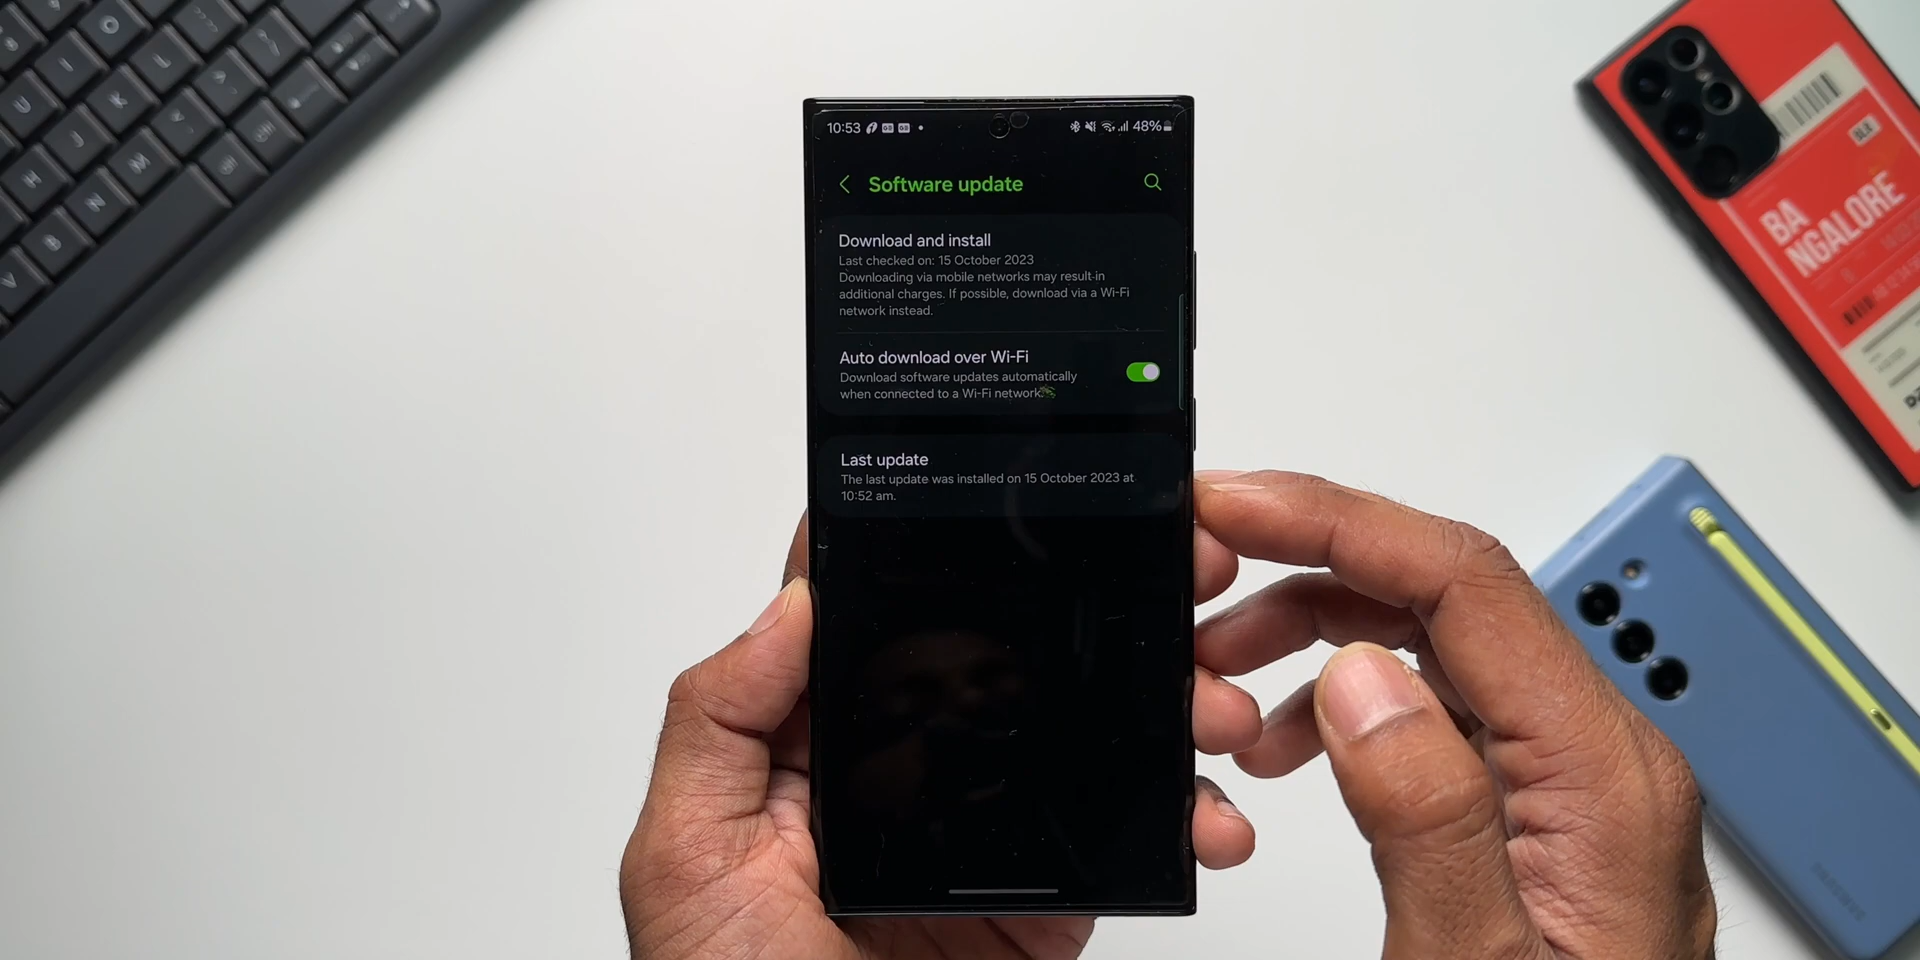 10:53
48%
Software update
Download and install
Last checked on: 15 October 2023
Downloading via mobile networks may result in
additional charges. If possible, download via a Wi-Fi
network instead.
Auto download over Wi-Fi
Download software updates automatically
when connected to a Wi-Fi network.
Last update
The last update was installed on 15 October 2023 at
10:52 am.
BA
NGALORE
BLR
SAMSUNG
U
J
K
H
N
M
B
V
I
O